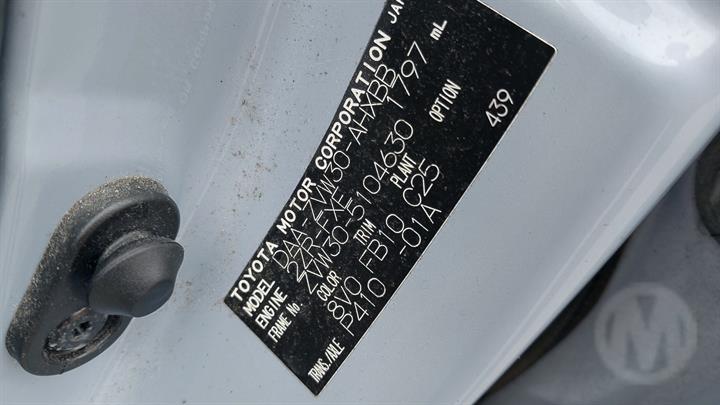 TOYOTA MOTOR CORPORATION JAPAN
MODEL DAA-ZVW30-AHXBB
ENGINE 2ZR-FXE 1797 mL
FRAME No. ZVW30-5104630
COLOR TRIM PLANT OPTION
8V0 FB10 C25 439
TRANS./AXLE P410 -01A
M